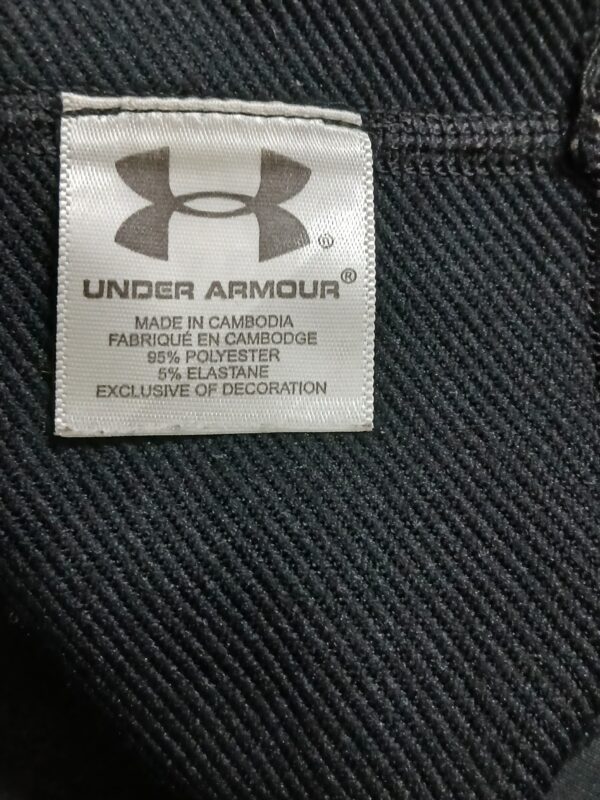 UNDER ARMOUR®
MADE IN CAMBODIA
FABRIQUÉ EN CAMBODGE
95% POLYESTER
5% ELASTANE
EXCLUSIVE OF DECORATION